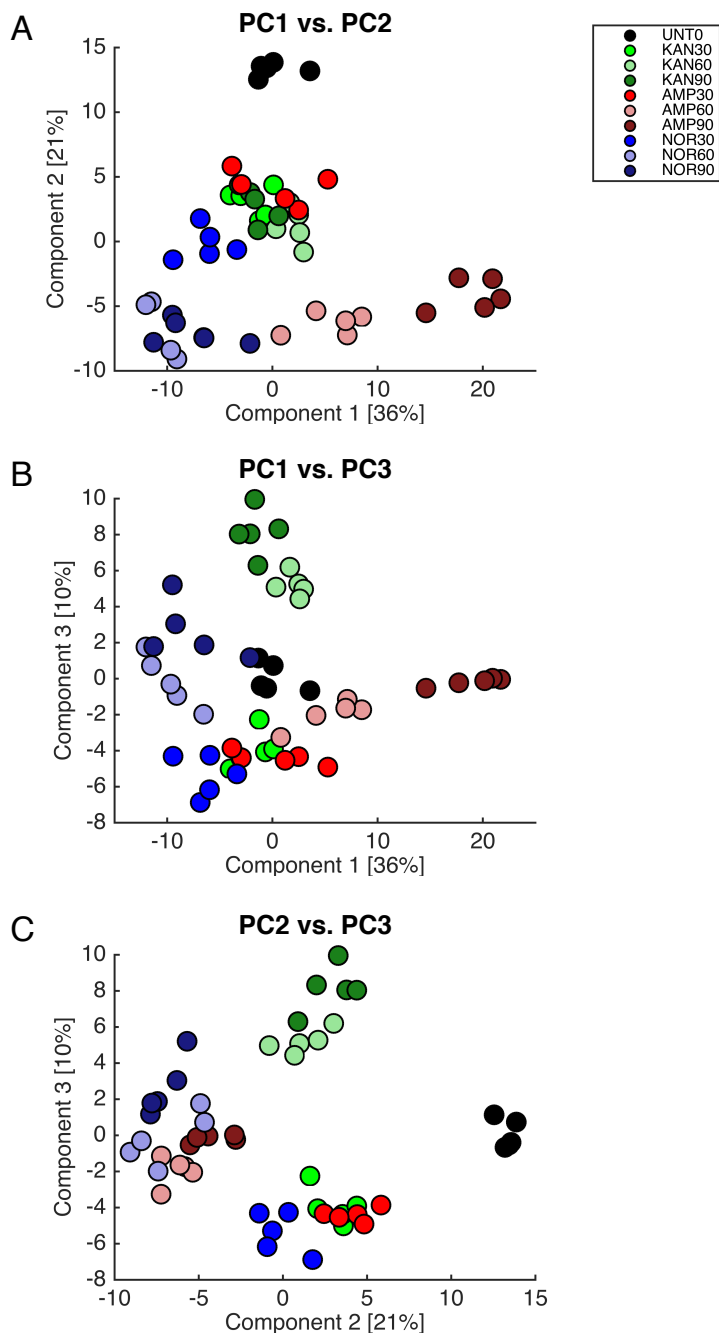 A
PC1 vs. PC2
UNT0
KAN30
KAN60
KAN90
AMP30
AMP60
AMP90
NOR30
NOR60
NOR90
Component 2 [21%]
15
10
5
0
-5
-10
-10 0 10 20
Component 1 [36%]
B
PC1 vs. PC3
Component 3 [10%]
10
8
6
4
2
0
-2
-4
-6
-8
-10 0 10 20
Component 1 [36%]
C
PC2 vs. PC3
Component 3 [10%]
10
8
6
4
2
0
-2
-4
-6
-8
-10 -5 0 5 10 15
Component 2 [21%]